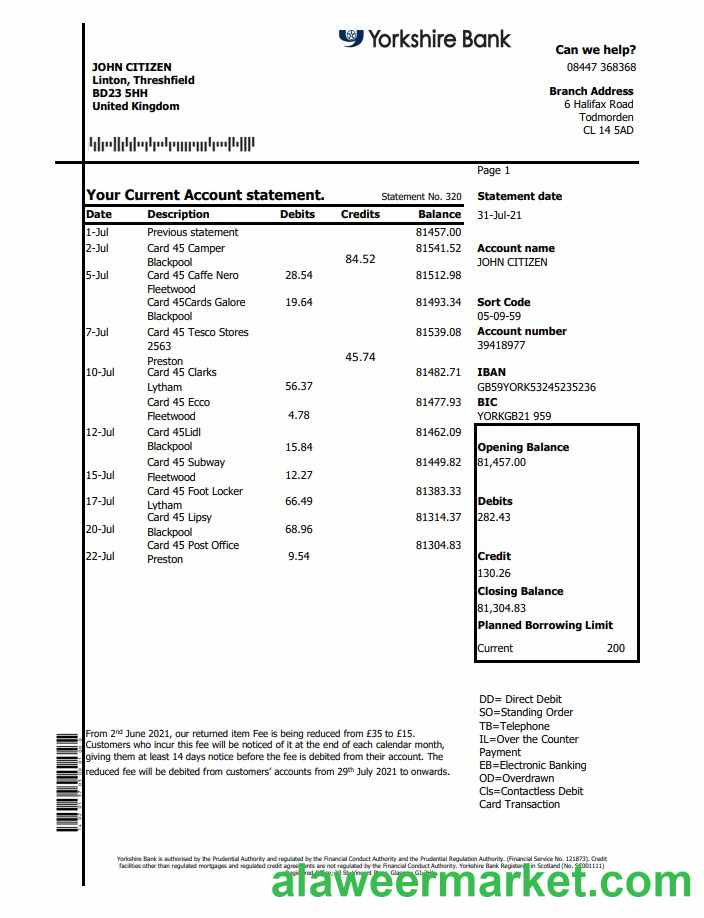 Yorkshire Bank
Can we help?
08447 368368
JOHN CITIZEN
Linton, Threshfield
BD23 5HH
United Kingdom
Branch Address
6 Halifax Road
Todmorden
CL 14 5AD
Page 1
Your Current Account statement. Statement No. 320
Date Description Debits Credits Balance
1-Jul Previous statement 81457.00
2-Jul Card 45 Camper 81541.52
Blackpool 84.52
5-Jul Card 45 Caffe Nero 28.54 81512.98
Fleetwood
Card 45Cards Galore 19.64 81493.34
Blackpool
7-Jul Card 45 Tesco Stores 81539.08
2563
Preston 45.74
10-Jul Card 45 Clarks 81482.71
Lytham 56.37
Card 45 Ecco 81477.93
Fleetwood 4.78
12-Jul Card 45Lidl 81462.09
Blackpool 15.84
Card 45 Subway 81449.82
15-Jul Fleetwood 12.27
Card 45 Foot Locker 81383.33
17-Jul Lytham 66.49
Card 45 Lipsy 81314.37
20-Jul Blackpool 68.96
Card 45 Post Office 81304.83
22-Jul Preston 9.54
Statement date
31-Jul-21
Account name
JOHN CITIZEN
Sort Code
05-09-59
Account number
39418977
IBAN
GB59YORK53245235236
BIC
YORKGB21 959
Opening Balance
81,457.00
Debits
282.43
Credit
130.26
Closing Balance
81,304.83
Planned Borrowing Limit
Current 200
DD= Direct Debit
SO=Standing Order
TB=Telephone
IL=Over the Counter
Payment
EB=Electronic Banking
OD=Overdrawn
Cls=Contactless Debit
Card Transaction
From 2nd June 2021, our returned item Fee is being reduced from £35 to £15.
Customers who incur this fee will be noticed of it at the end of each calendar month,
giving them at least 14 days notice before the fee is debited from their account. The
reduced fee will be debited from customers' accounts from 29th July 2021 to onwards.
Yorkshire Bank is authorised by the Prudential Authority and regulated by the Financial Conduct Authority and the Prudential Regulation Authority. (Financial Service No. 121873). Credit
facilities other than regulated mortgages and regulated credit agreements are not regulated by the Financial Conduct Authority. Yorkshire Bank Registered in Scotland (No. SC001111)
alaweermarket.com